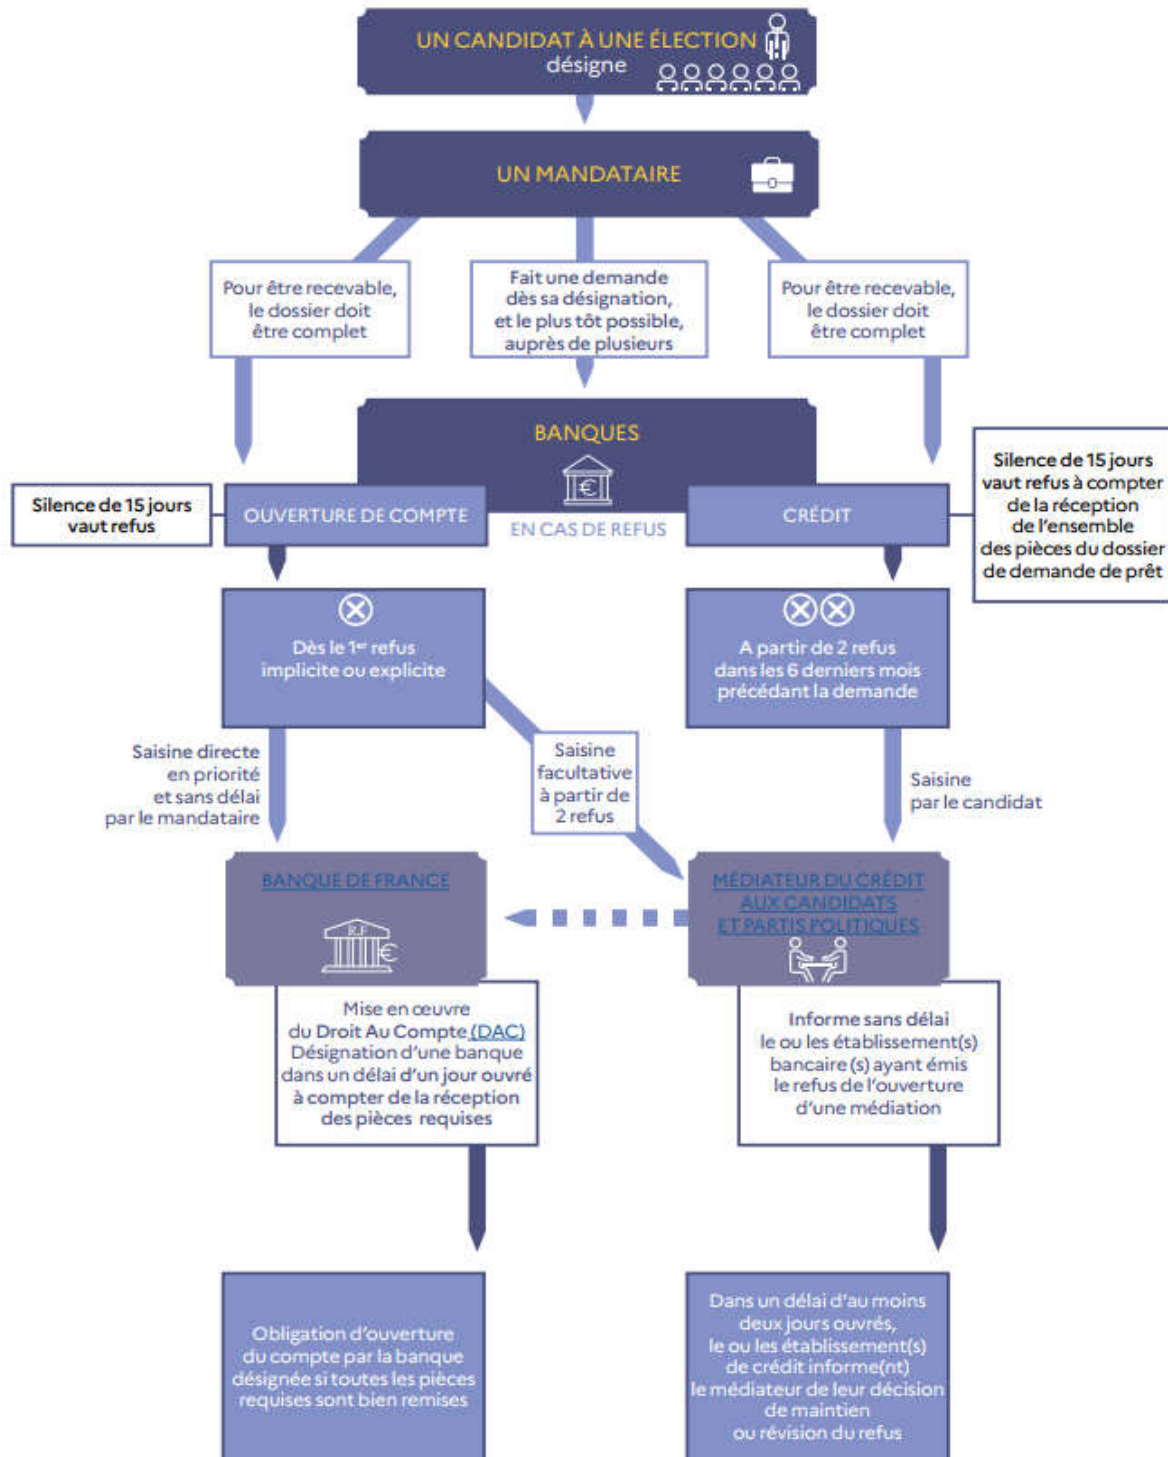 UN CANDIDAT À UNE ÉLECTION
désigne
UN MANDATAIRE
Pour être recevable,
le dossier doit
être complet
Fait une demande
dès sa désignation,
et le plus tôt possible,
auprès de plusieurs
Pour être recevable,
le dossier doit
être complet
BANQUES
€
Silence de 15 jours
vaut refus
OUVERTURE DE COMPTE
EN CAS DE REFUS
CRÉDIT
Silence de 15 jours
vaut refus à compter
de la réception
de l'ensemble
des pièces du dossier
de demande de prêt
Dès le 1er refus
implicite ou explicite
A partir de 2 refus
dans les 6 derniers mois
précédant la demande
Saisine directe
en priorité
et sans délai
par le mandataire
Saisine
facultative
à partir de
2 refus
Saisine
par le candidat
BANQUE DE FRANCE
R.F
€
MÉDIATEUR DU CRÉDIT
AUX CANDIDATS
ET PARTIS POLITIQUES
Mise en œuvre
du Droit Au Compte (DAC)
Désignation d'une banque
dans un délai d'un jour ouvré
à compter de la réception
des pièces requises
Informe sans délai
le ou les établissement(s)
bancaire (s) ayant émis
le refus de l'ouverture
d'une médiation
Obligation d'ouverture
du compte par la banque
désignée si toutes les pièces
requises sont bien remises
Dans un délai d'au moins
deux jours ouvrés,
le ou les établissement(s)
de crédit informe(nt)
le médiateur de leur décision
de maintien
ou révision du refus